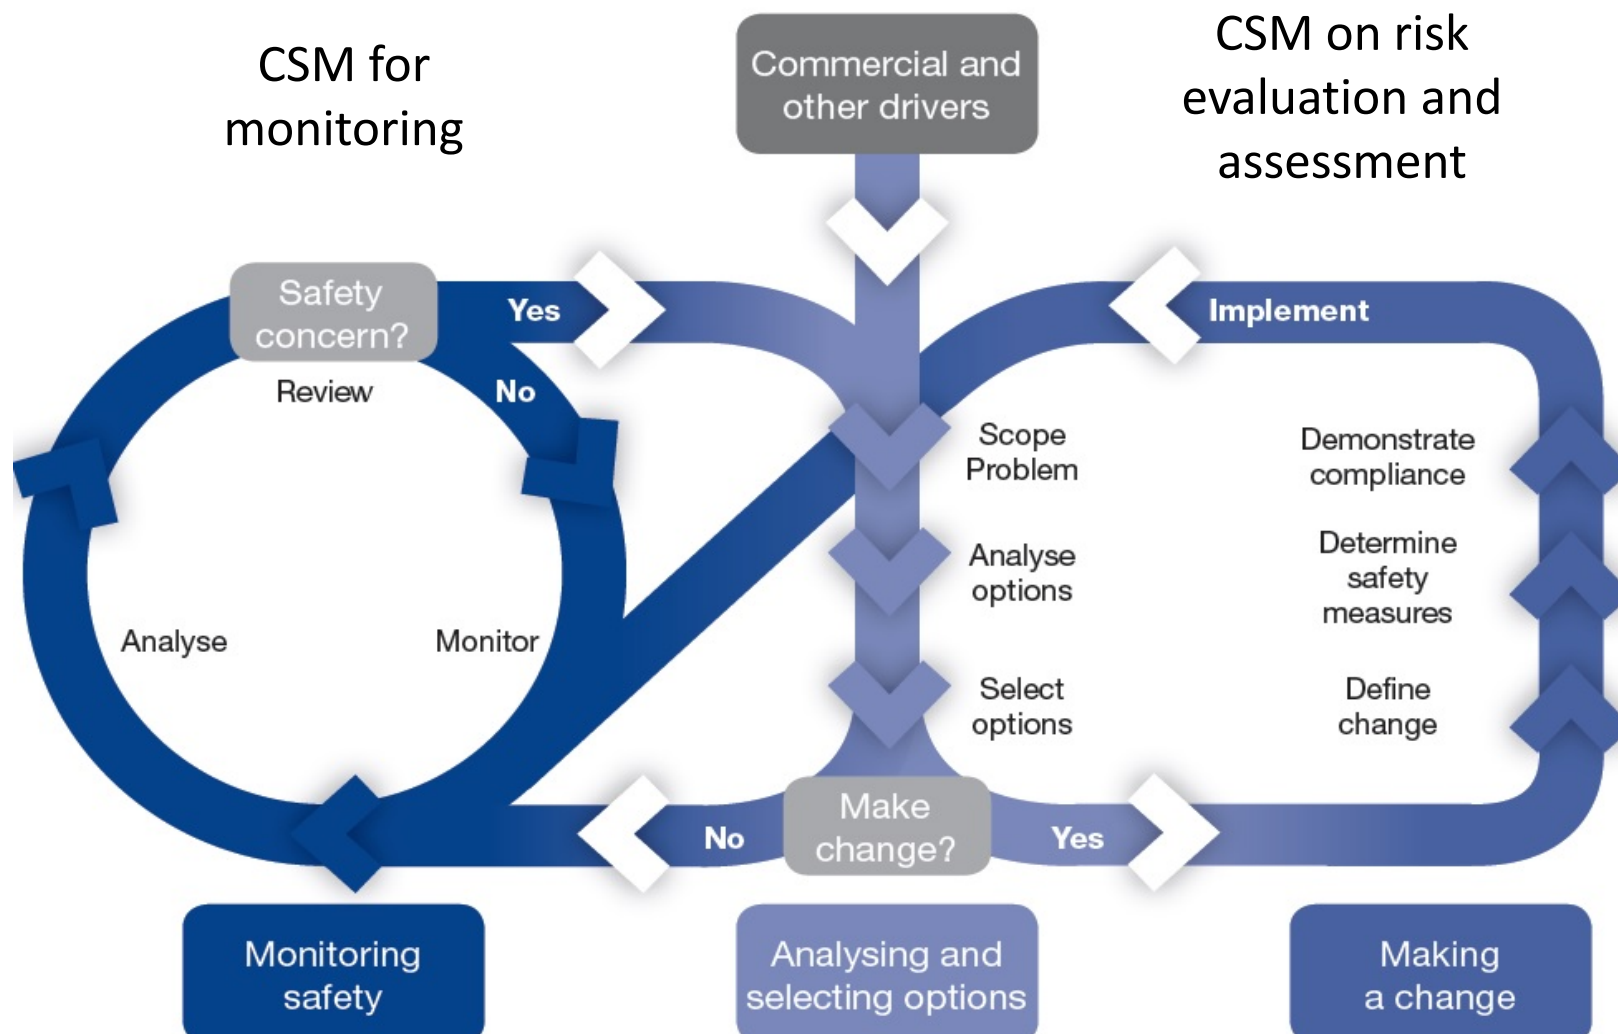 CSM for
monitoring
Commercial and
other drivers
CSM on risk
evaluation and
assessment
Safety
concern?
Yes
Implement
Review
No
Scope
Problem
Demonstrate
compliance
Analyse
options
Determine
safety
measures
Analyse
Monitor
Select
options
Define
change
No
Make
change?
Yes
Monitoring
safety
Analysing and
selecting options
Making
a change